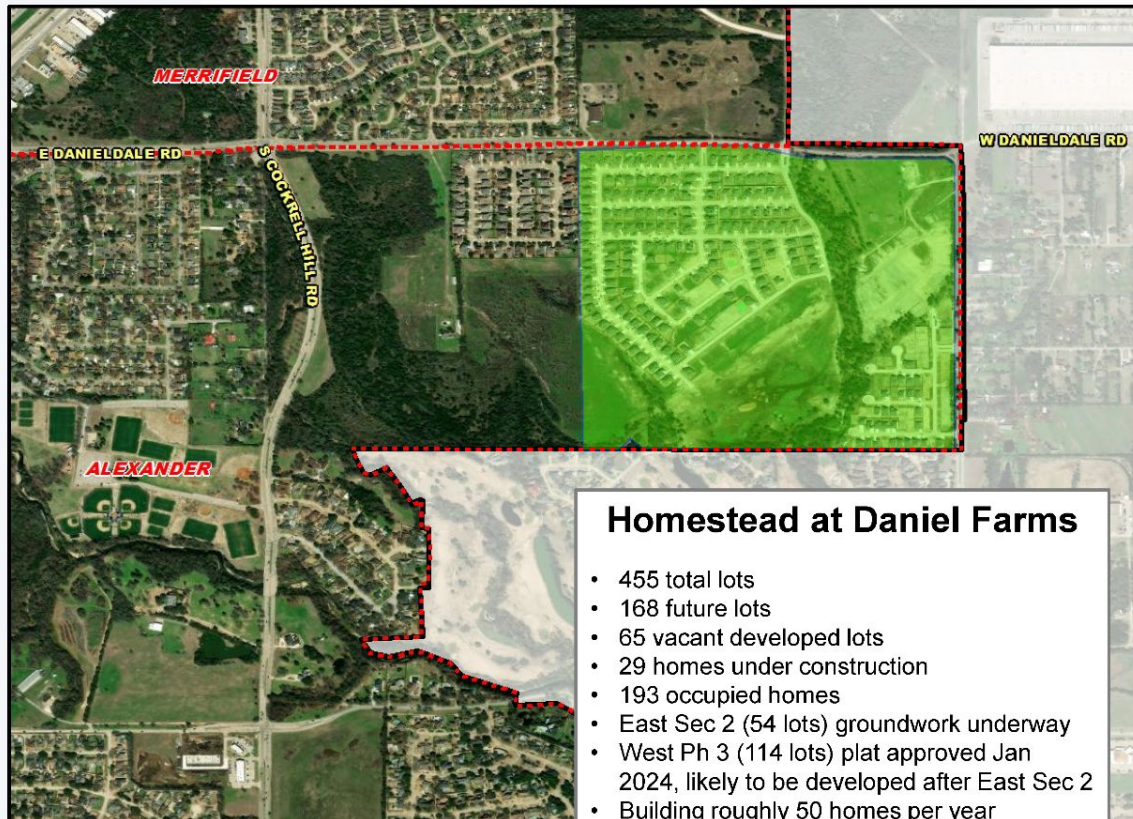 MERRIFIELD
E DANIELDALE RD
W DANIELDALE RD
S COCKRELL HILL RD
ALEXANDER
Homestead at Daniel Farms
• 455 total lots
• 168 future lots
• 65 vacant developed lots
• 29 homes under construction
• 193 occupied homes
• East Sec 2 (54 lots) groundwork underway
• West Ph 3 (114 lots) plat approved Jan
2024, likely to be developed after East Sec 2
• Building roughly 50 homes per year